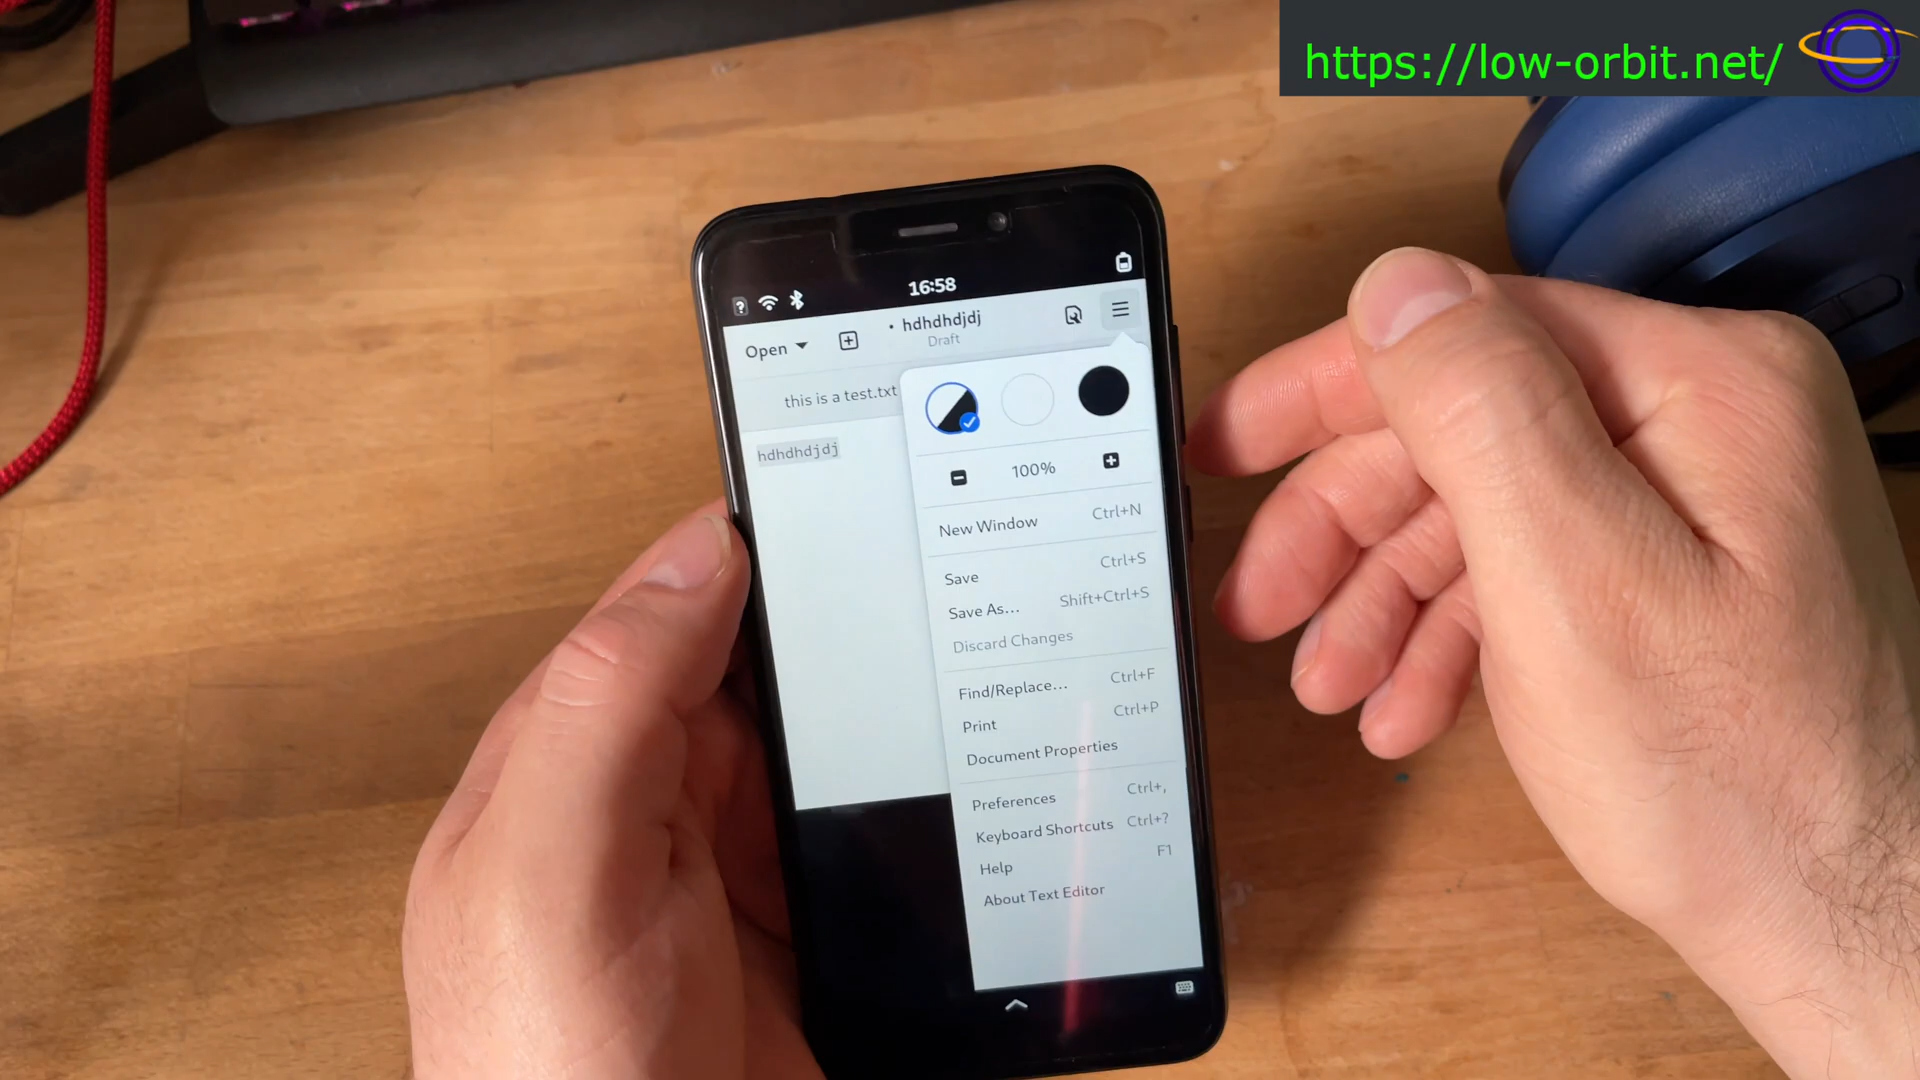 https://low-orbit.net/
16:58
Open
• hdhdhdjdj
Draft
this is a test.txt
hdhdhdjdj
100%
New Window Ctrl+N
Save Ctrl+S
Save As... Shift+Ctrl+S
Discard Changes
Find/Replace... Ctrl+F
Print Ctrl+P
Document Properties
Preferences Ctrl+,
Keyboard Shortcuts Ctrl+?
Help F1
About Text Editor